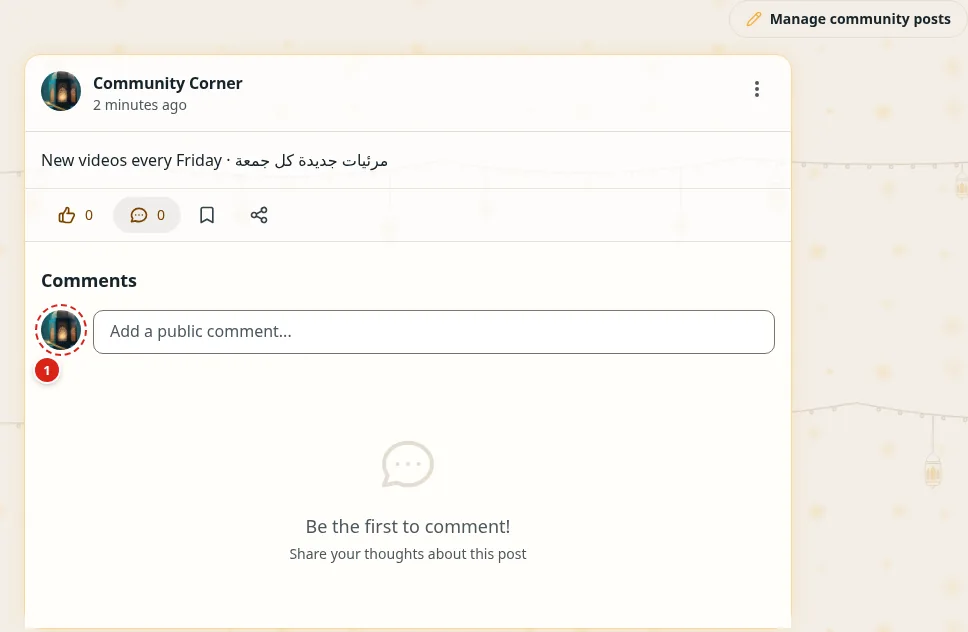 Manage community posts
Community Corner
2 minutes ago
New videos every Friday · مرئيات جديدة كل جمعة
0
0
Comments
Add a public comment...
1
Be the first to comment!
Share your thoughts about this post